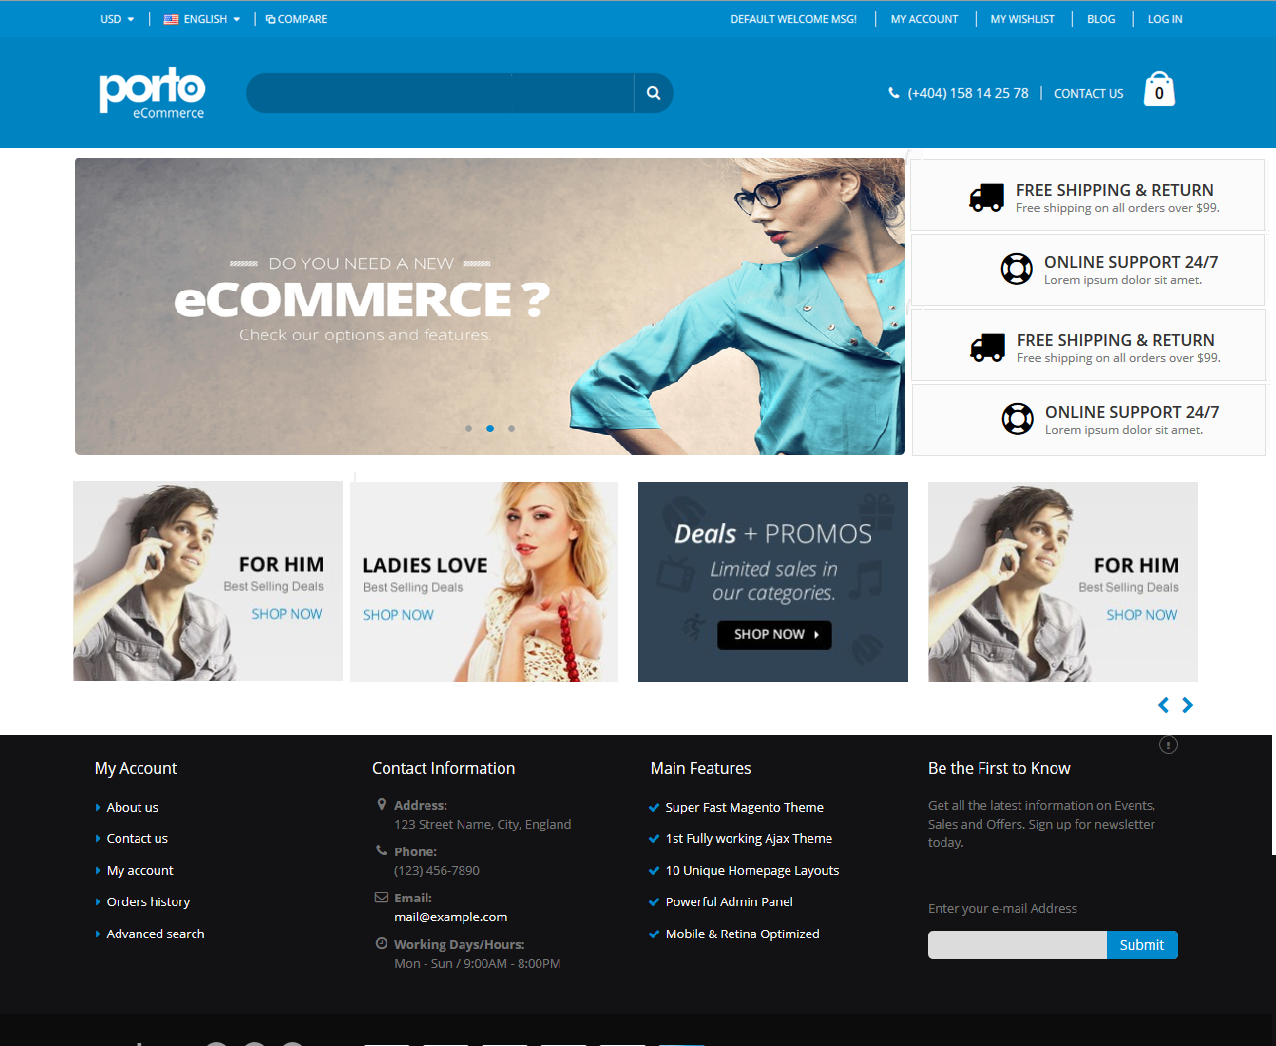 USD
ENGLISH
COMPARE
DEFAULT WELCOME MSG!
MY ACCOUNT
MY WISHLIST
BLOG
LOG IN
porto
eCommerce
(+404) 158 14 25 78
CONTACT US
0
DO YOU NEED A NEW
eCOMMERCE ?
Check our options and features.
FREE SHIPPING & RETURN
Free shipping on all orders over $99.
ONLINE SUPPORT 24/7
Lorem ipsum dolor sit amet.
FREE SHIPPING & RETURN
Free shipping on all orders over $99.
ONLINE SUPPORT 24/7
Lorem ipsum dolor sit amet.
FOR HIM
Best Selling Deals
SHOP NOW
LADIES LOVE
Best Selling Deals
SHOP NOW
Deals + PROMOS
Limited sales in
our categories.
SHOP NOW
FOR HIM
Best Selling Deals
SHOP NOW
My Account
About us
Contact us
My account
Orders history
Advanced search
Contact Information
Address:
123 Street Name, City, England
Phone:
(123) 456-7890
Email:
mail@example.com
Working Days/Hours:
Mon - Sun / 9:00AM - 8:00PM
Main Features
Super Fast Magento Theme
1st Fully working Ajax Theme
10 Unique Homepage Layouts
Powerful Admin Panel
Mobile & Retina Optimized
Be the First to Know
Get all the latest information on Events,
Sales and Offers. Sign up for newsletter
today.
Enter your e-mail Address
Submit